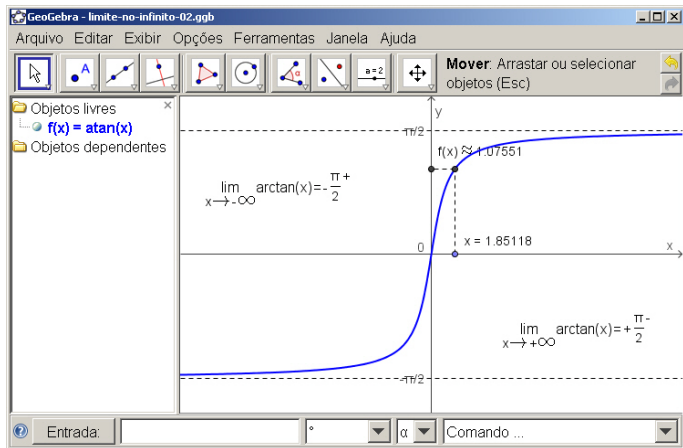 GeoGebra - limite-no-infinito-02.ggb
Arquivo Editar Exibir Opções Ferramentas Janela Ajuda
A
α
a=2
Mover: Arrastar ou selecionar
objetos (Esc)
Objetos livres
f(x) = atan(x)
Objetos dependentes
y
π/2
f(x) ≈ 1.07551
lim arctan(x)=-π/2⁺
x→-∞
x = 1.85118
0
x
lim arctan(x)=+π/2⁻
x→+∞
-π/2
Entrada:
°
α
Comando ...